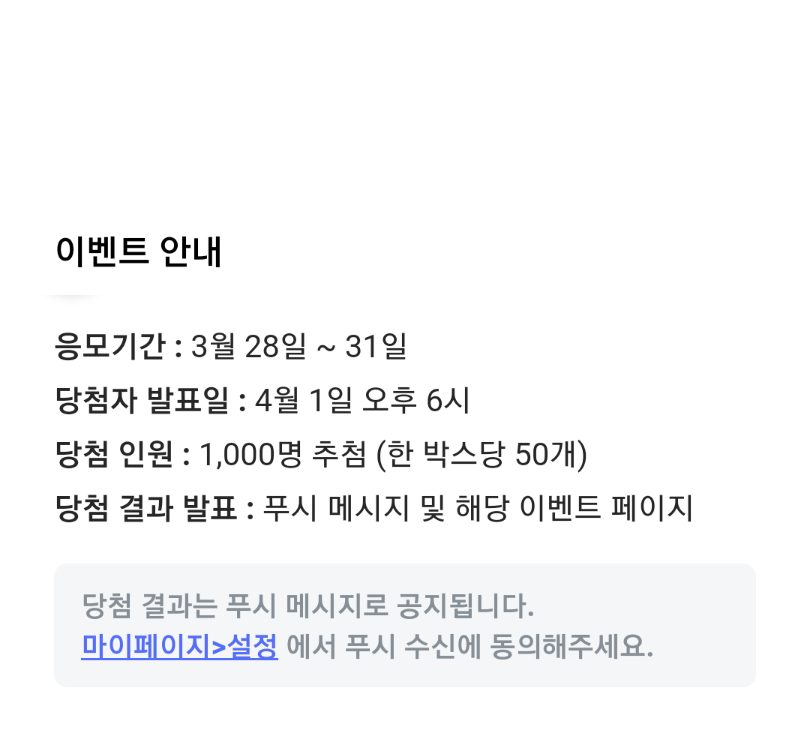 이벤트 안내
응모기간 : 3월 28일 ~ 31일
당첨자 발표일 : 4월 1일 오후 6시
당첨 인원 : 1,000명 추첨 (한 박스당 50개)
당첨 결과 발표 : 푸시 메시지 및 해당 이벤트 페이지
당첨 결과는 푸시 메시지로 공지됩니다.
마이페이지>설정 에서 푸시 수신에 동의해주세요.